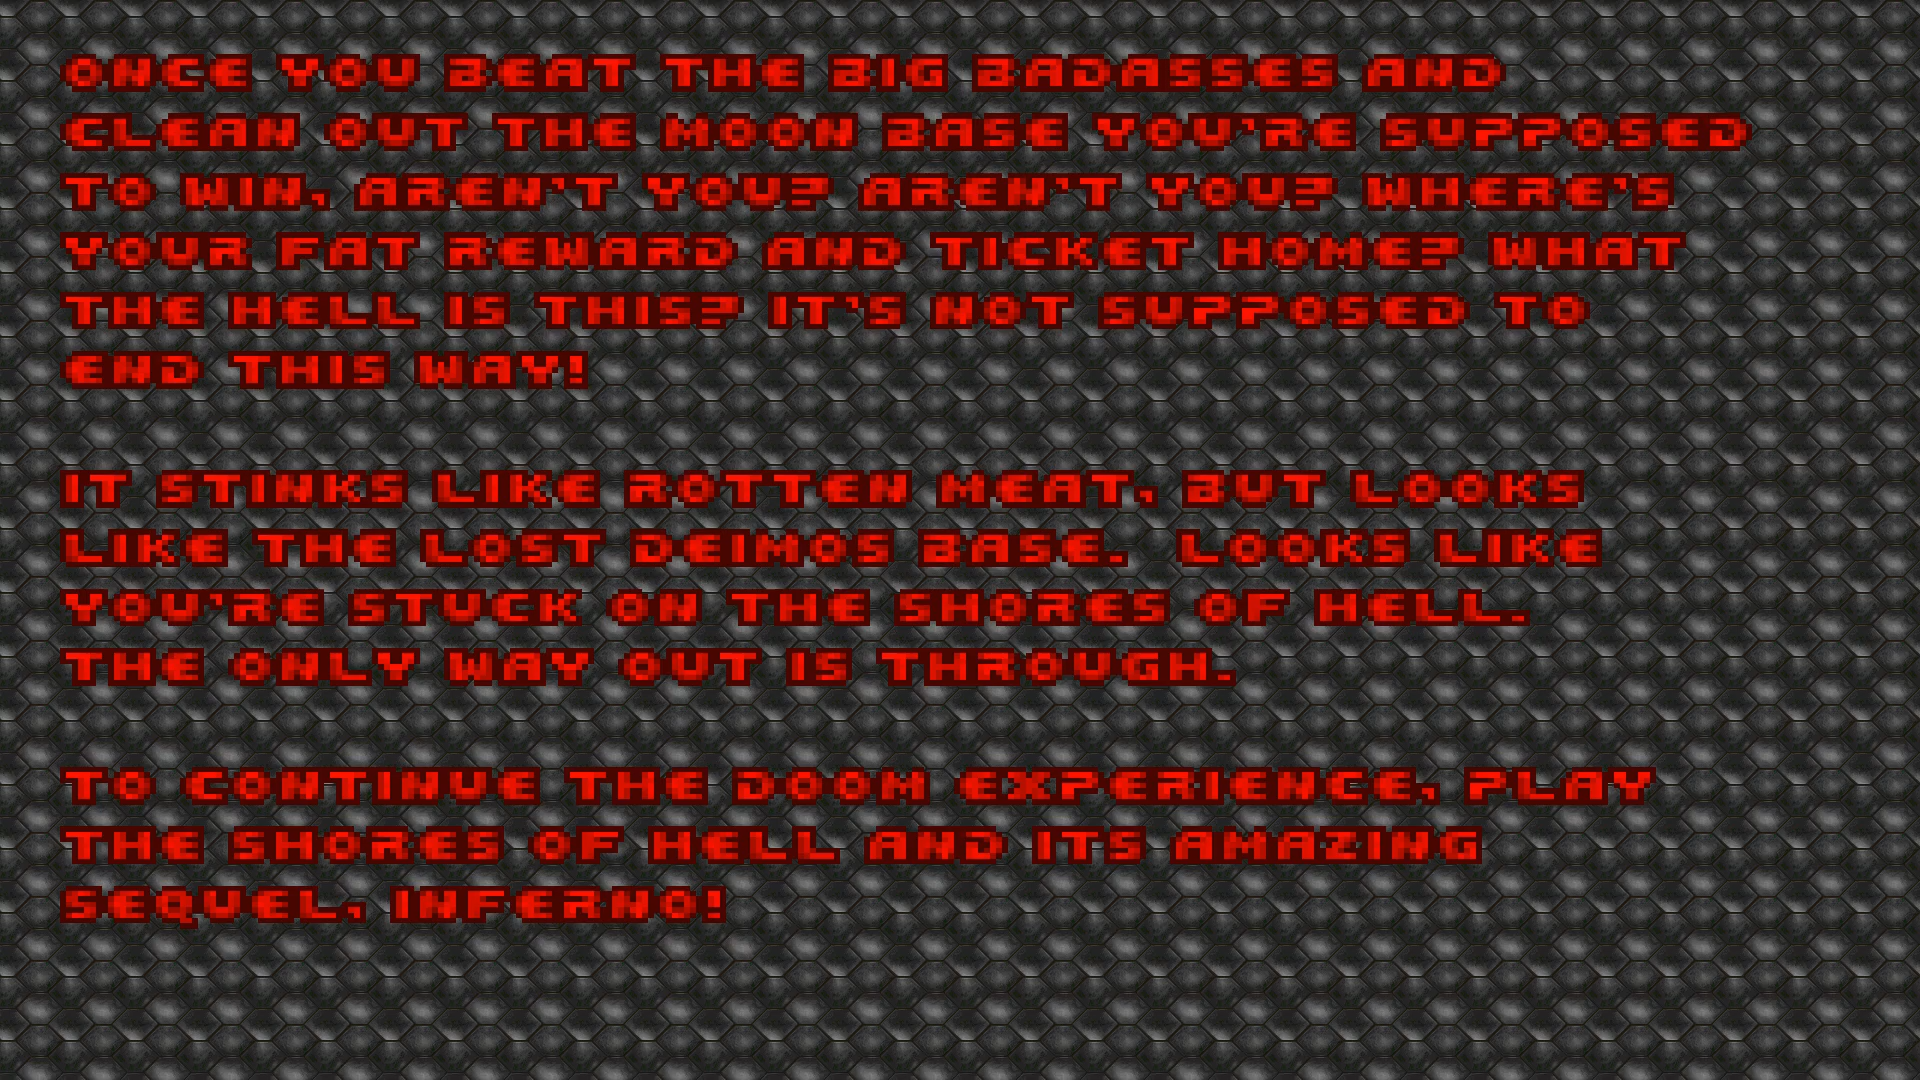 ONCE YOU BEAT THE BIG BADASSES AND
CLEAN OUT THE MOON BASE YOU'RE SUPPOSED
TO WIN, AREN'T YOU? AREN'T YOU? WHERE'S
YOUR FAT REWARD AND TICKET HOME? WHAT
THE HELL IS THIS? IT'S NOT SUPPOSED TO
END THIS WAY!
IT STINKS LIKE ROTTEN MEAT, BUT LOOKS
LIKE THE LOST DEIMOS BASE.  LOOKS LIKE
YOU'RE STUCK ON THE SHORES OF HELL.
THE ONLY WAY OUT IS THROUGH.
TO CONTINUE THE DOOM EXPERIENCE, PLAY
THE SHORES OF HELL AND ITS AMAZING
SEQUEL, INFERNO!